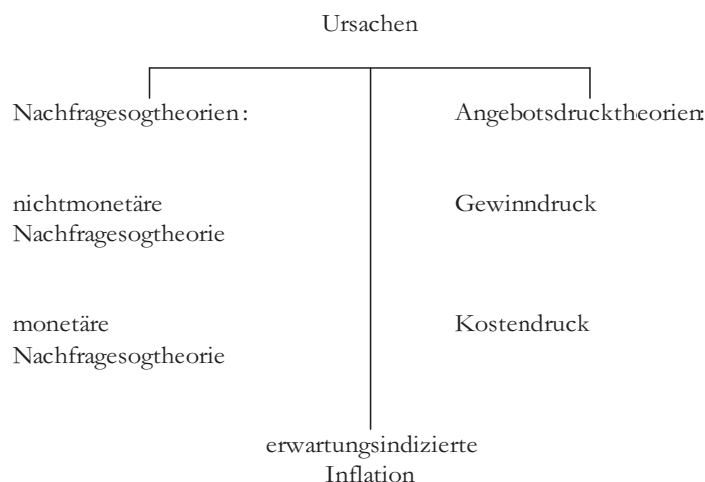 Ursachen
Nachfragesogtheorien:
Angebotsdrucktheorien:
nichtmonetäre
Nachfragesogtheorie
Gewinndruck
monetäre
Nachfragesogtheorie
Kostendruck
erwartungsindizierte
Inflation